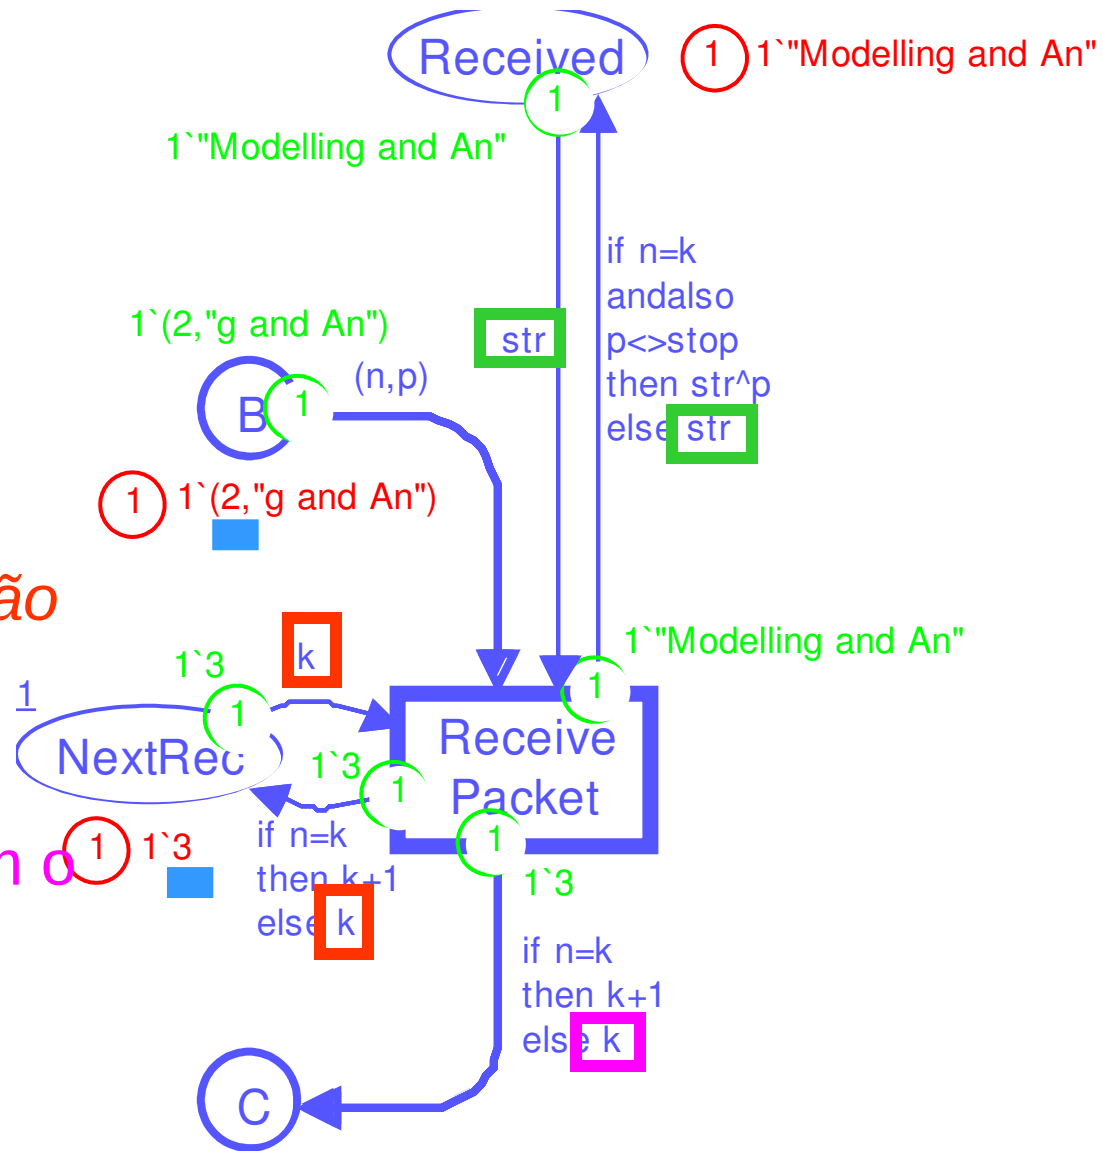 Received
1 1`"Modelling and An"
1
1`"Modelling and An"
if n=k
andalso
p<>stop
then str^p
else str
str
1`(2,"g and An")
(n,p)
B 1
1 1`(2,"g and An")
ão
k
1`"Modelling and An"
1
1`3
1
1
NextRec
Receive
Packet
1`3
1
1
n o
1 1`3
if n=k
then k+1
else k
1`3
if n=k
then k+1
else k
C